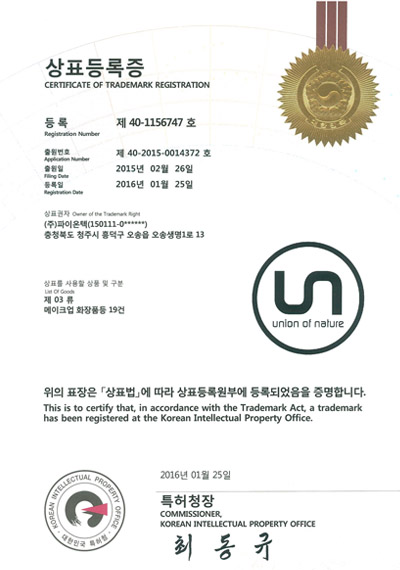 상표등록증
CERTIFICATE OF TRADEMARK REGISTRATION
등 록 제 40-1156747 호
Registration Number
출원번호 제 40-2015-0014372 호
Application Number
출원일 2015년 02월 26일
Filing Date
등록일 2016년 01월 25일
Registration Date
상표권자 Owner of the Trademark Right
(주)파이온텍(150111-0******)
충청북도 청주시 흥덕구 오송읍 오송생명1로 13
상표를 사용할 상품 및 구분
List Of Goods
제 03 류
메이크업 화장품등 19건
un
union of nature
위의 표장은 「상표법」에 따라 상표등록원부에 등록되었음을 증명합니다.
This is to certify that, in accordance with the Trademark Act, a trademark
has been registered at the Korean Intellectual Property Office.
2016년 01월 25일
특허청장
COMMISSIONER,
KOREAN INTELLECTUAL PROPERTY OFFICE
최동규
KOREAN INTELLECTUAL PROPERTY OFFICE
대한민국 특허청